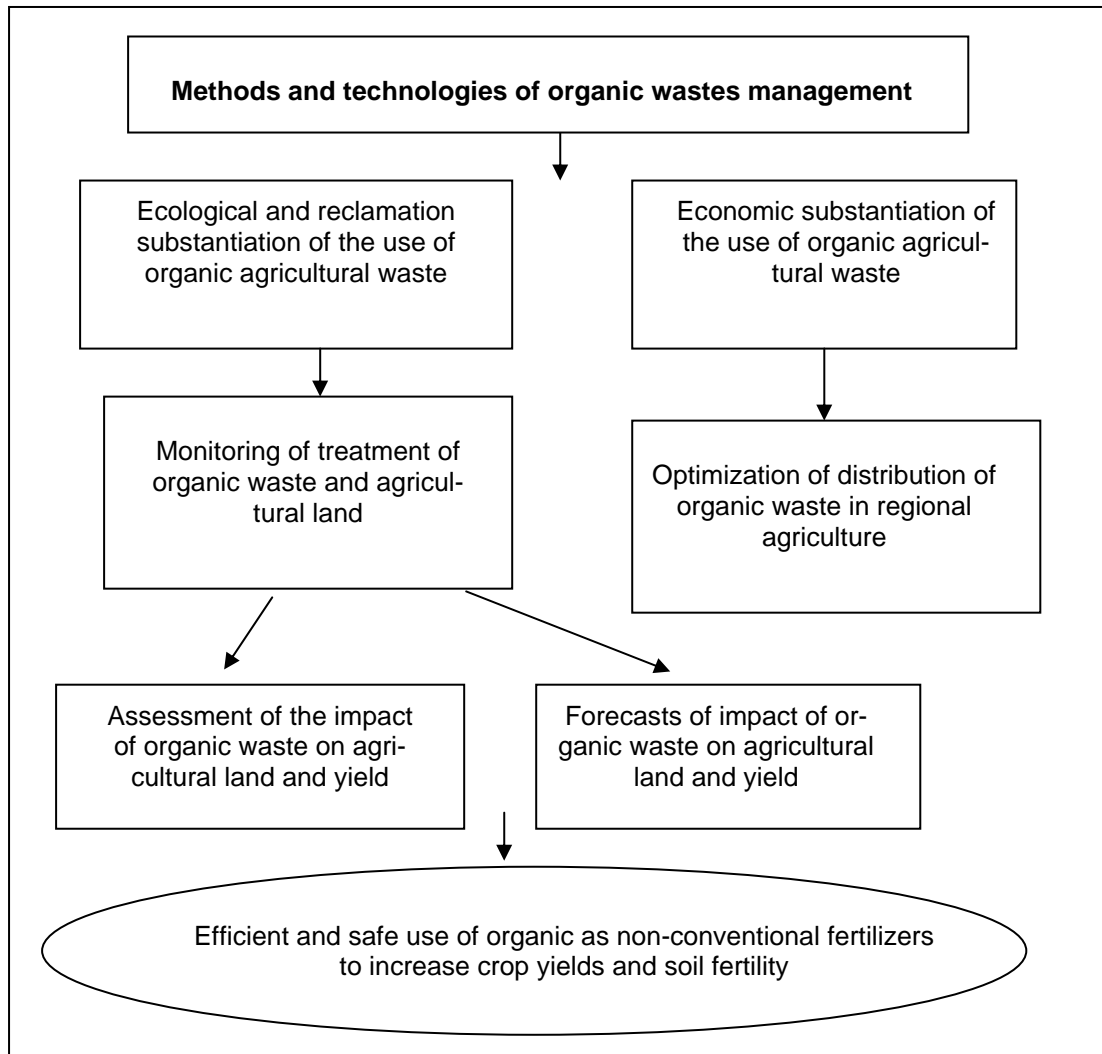 Methods and technologies of organic wastes management
Ecological and reclamation
substantiation of the use of
organic agricultural waste
Economic substantiation of
the use of organic agricul-
tural waste
Monitoring of treatment of
organic waste and agricul-
tural land
Optimization of distribution of
organic waste in regional
agriculture
Assessment of the impact
of organic waste on agri-
cultural land and yield
Forecasts of impact of or-
ganic waste on agricultural
land and yield
Efficient and safe use of organic as non-conventional fertilizers
to increase crop yields and soil fertility